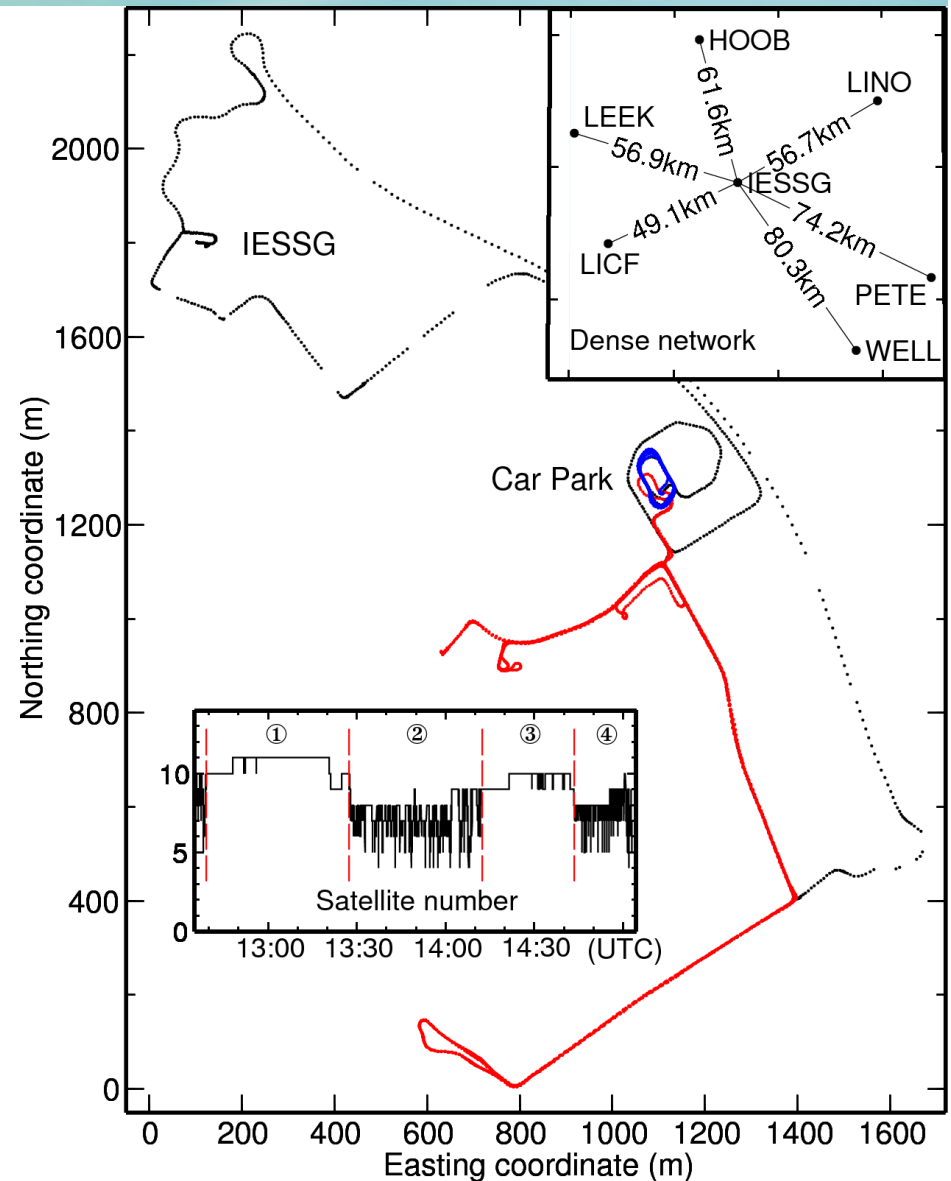 HOOB
LINO
LEEK
61.6km
56.7km
56.9km
IESSG
49.1km
74.2km
80.3km
LICF
PETE
WELL
Dense network
2000
IESSG
1600
Northing coordinate (m)
Car Park
1200
800
① ② ③ ④
10
5
Satellite number
0
13:00 13:30 14:00 14:30 (UTC)
400
0
0 200 400 600 800 1000 1200 1400 1600
Easting coordinate (m)